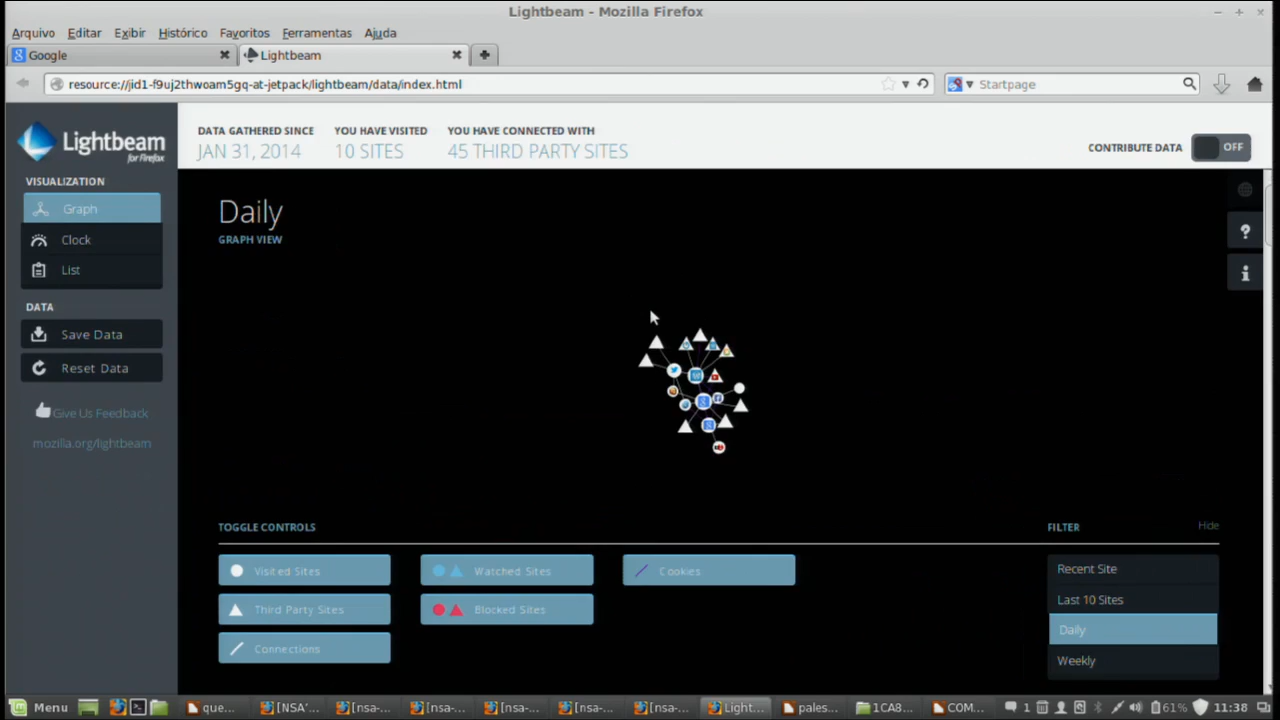 Lightbeam - Mozilla Firefox
Arquivo Editar Exibir Histórico Favoritos Ferramentas Ajuda
Google Lightbeam
resource://jid1-f9uj2thwoam5gq-at-jetpack/lightbeam/data/index.html Startpage
Lightbeam
for Firefox
DATA GATHERED SINCE YOU HAVE VISITED YOU HAVE CONNECTED WITH
JAN 31, 2014 10 SITES 45 THIRD PARTY SITES
CONTRIBUTE DATA OFF
VISUALIZATION
Graph
Clock
List
DATA
Save Data
Reset Data
Give Us Feedback
mozilla.org/lightbeam
Daily
GRAPH VIEW
TOGGLE CONTROLS
Visited Sites Watched Sites Cookies
Third Party Sites Blocked Sites
Connections
FILTER Hide
Recent Site
Last 10 Sites
Daily
Weekly
Menu que... [NSA'... [nsa-... [nsa-... [nsa-... [nsa-... [nsa-... Light... pales... 1CA8... COM... 1 61% 11:38